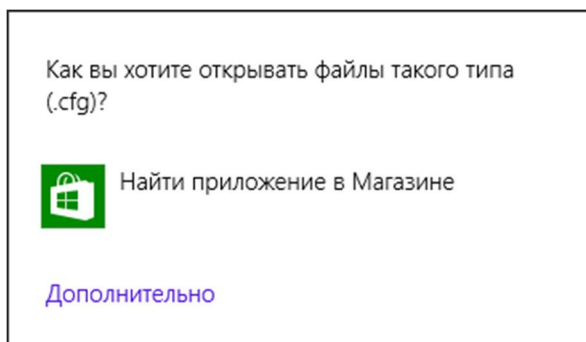 Как вы хотите открывать файлы такого типа
(.cfg)?
Найти приложение в Магазине
Дополнительно